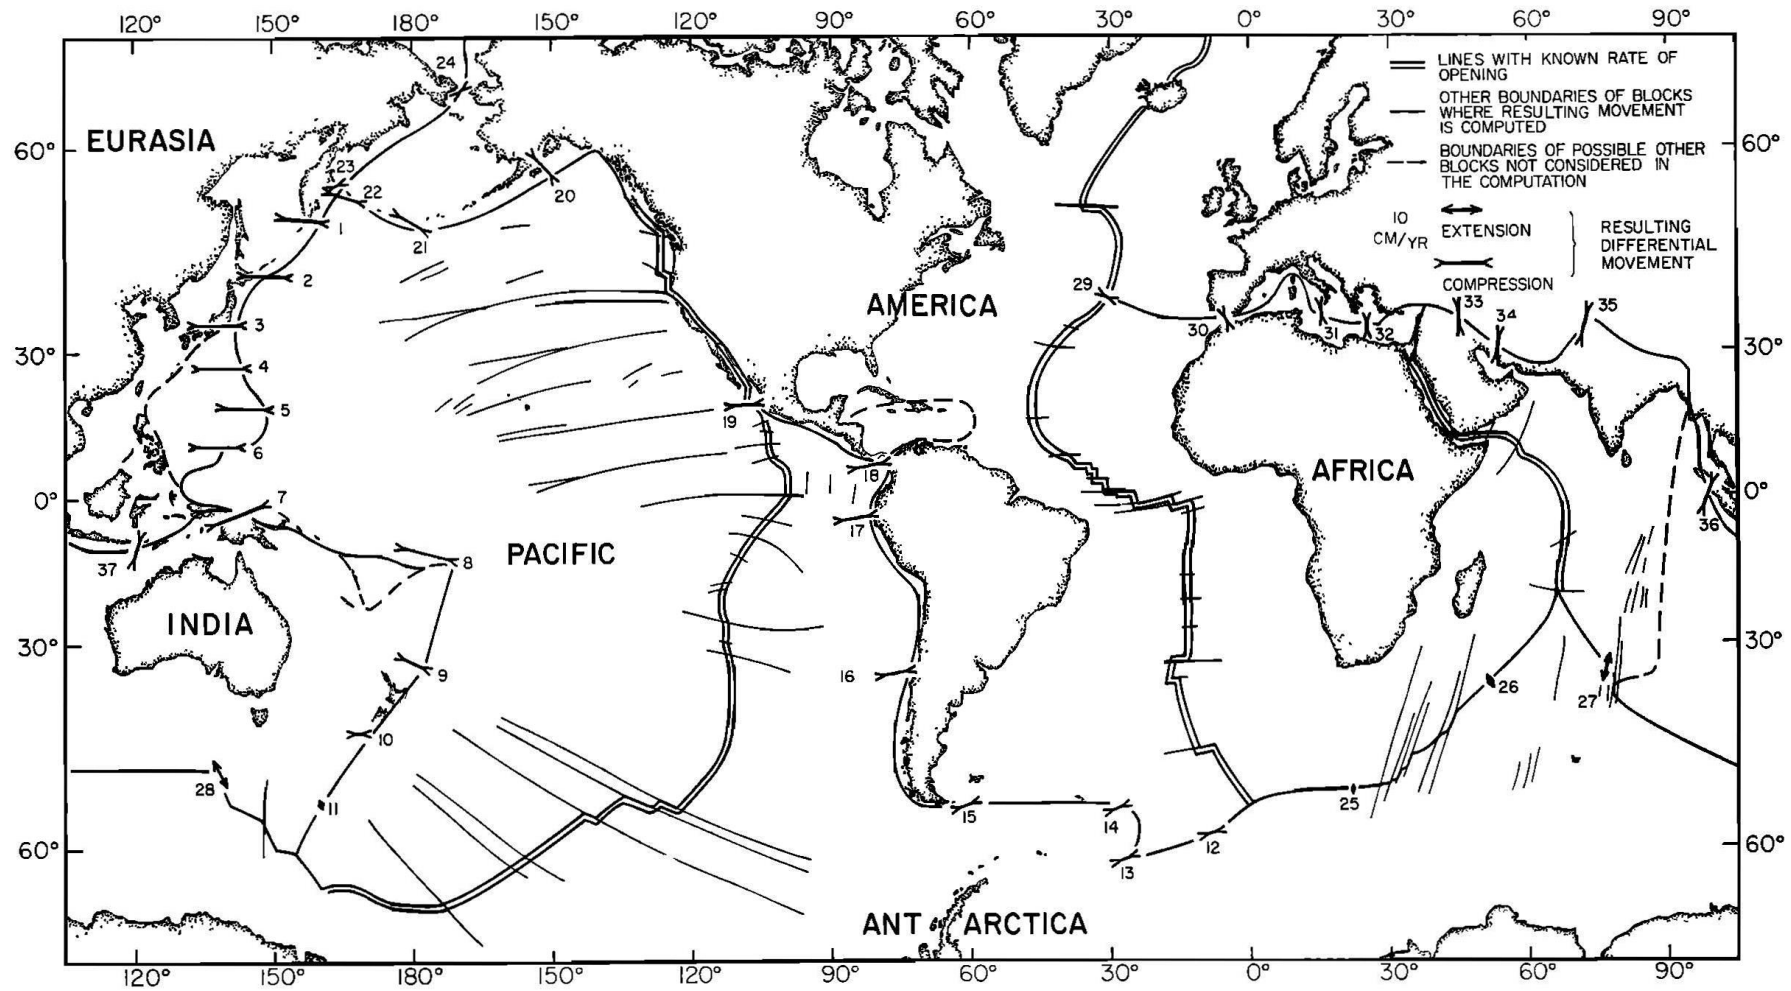 120° 150° 180° 150° 120° 90° 60° 30° 0° 30° 60° 90°
24
LINES WITH KNOWN RATE OF
OPENING
OTHER BOUNDARIES OF BLOCKS
WHERE RESULTING MOVEMENT
IS COMPUTED
BOUNDARIES OF POSSIBLE OTHER
BLOCKS NOT CONSIDERED IN
THE COMPUTATION
10
CM/YR
EXTENSION
COMPRESSION
RESULTING
DIFFERENTIAL
MOVEMENT
EURASIA
60° 60°
23
22
20
1
21
2
29
AMERICA
3
30 31 32 33 34 35
30° 30°
4
5
19
6
18
AFRICA
7
0° 0°
17
36
PACIFIC
8
37
INDIA
30° 30°
9
16
26
27
10
28
11
15
14
25
12
60° 60°
13
ANT ARCTICA
120° 150° 180° 150° 120° 90° 60° 30° 0° 30° 60° 90°